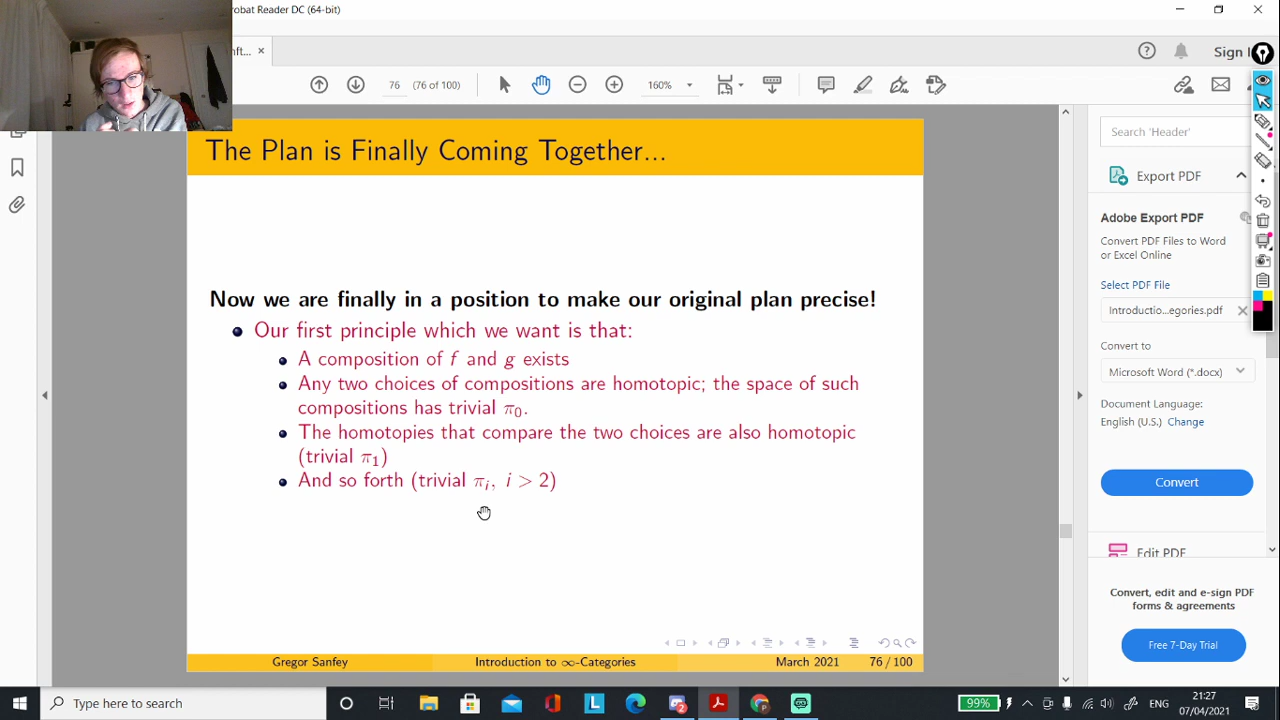 robat Reader DC (64-bit)
nft...
76 (76 of 100)
160%
Sign I
The Plan is Finally Coming Together...
Now we are finally in a position to make our original plan precise!
Our first principle which we want is that:
A composition of f and g exists
Any two choices of compositions are homotopic; the space of such
compositions has trivial π₀.
The homotopies that compare the two choices are also homotopic
(trivial π₁)
And so forth (trivial πᵢ, i > 2)
Gregor Sanfey Introduction to ∞-Categories March 2021 76 / 100
Search 'Header'
Export PDF
Adobe Export PDF
Convert PDF Files to Word
or Excel Online
Select PDF File
Introductio...egories.pdf
Convert to
Microsoft Word (*.docx)
Document Language:
English (U.S.) Change
Convert
Edit PDF
Convert, edit and e-sign PDF
forms & agreements
Free 7-Day Trial
Type here to search
99%
ENG
21:27
07/04/2021